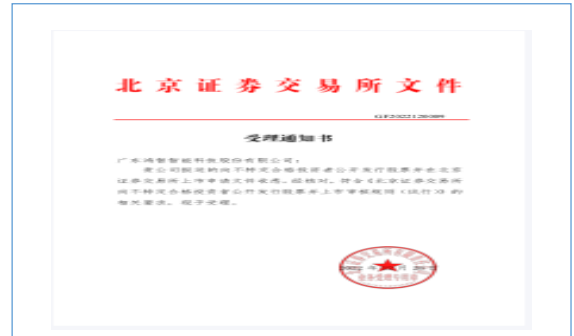 北京证券交易所文件
GF2022120009
受理通知书
广东鸿智智能科技股份有限公司：
贵公司报送的向不特定合格投资者公开发行股票并在北京
证券交易所上市申请文件收悉。经核对，符合《北京证券交易所
向不特定合格投资者公开发行股票并上市审核规则（试行）》的
相关要求，现予受理。